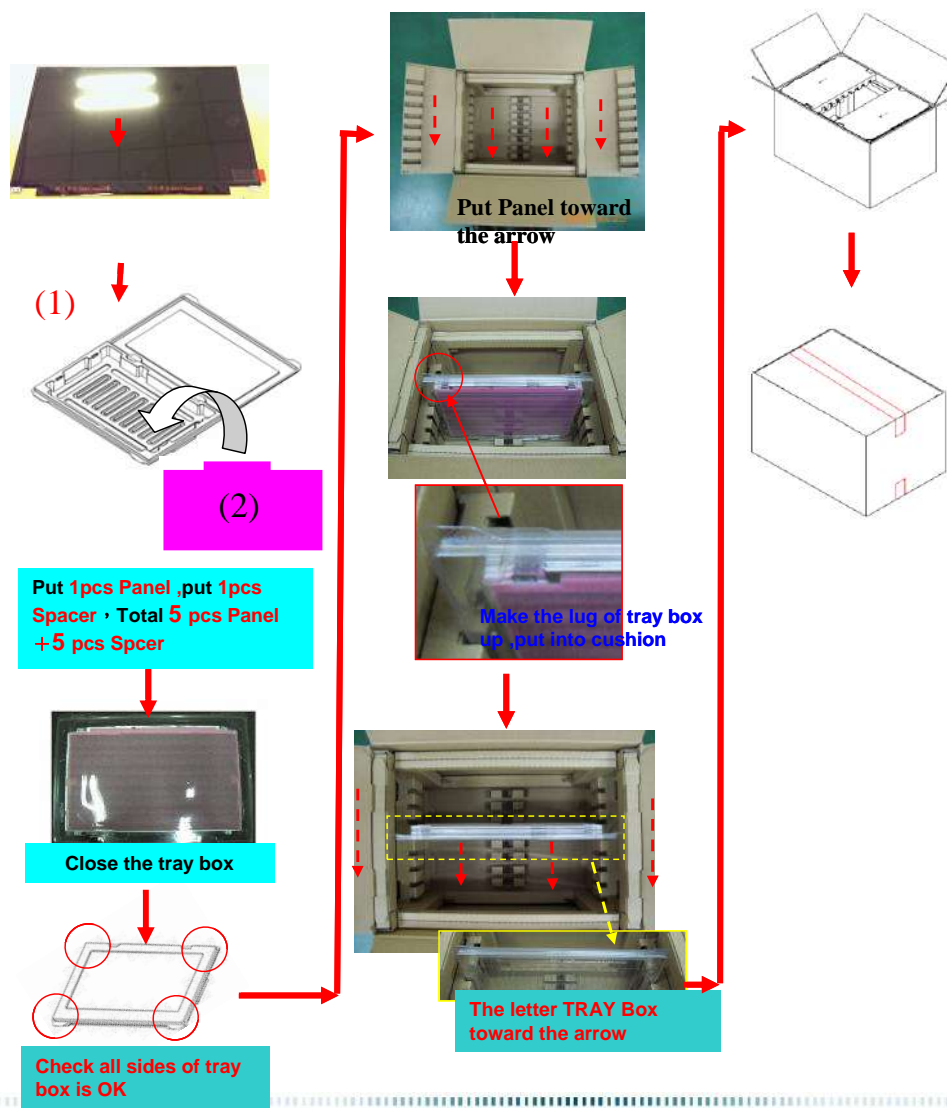 (1)
(2)
Put 1pcs Panel ,put 1pcs
Spacer，Total 5 pcs Panel
+5 pcs Spcer
Close the tray box
Check all sides of tray
box is OK
Put Panel toward
the arrow
Make the lug of tray box
up ,put into cushion
The letter TRAY Box
toward the arrow